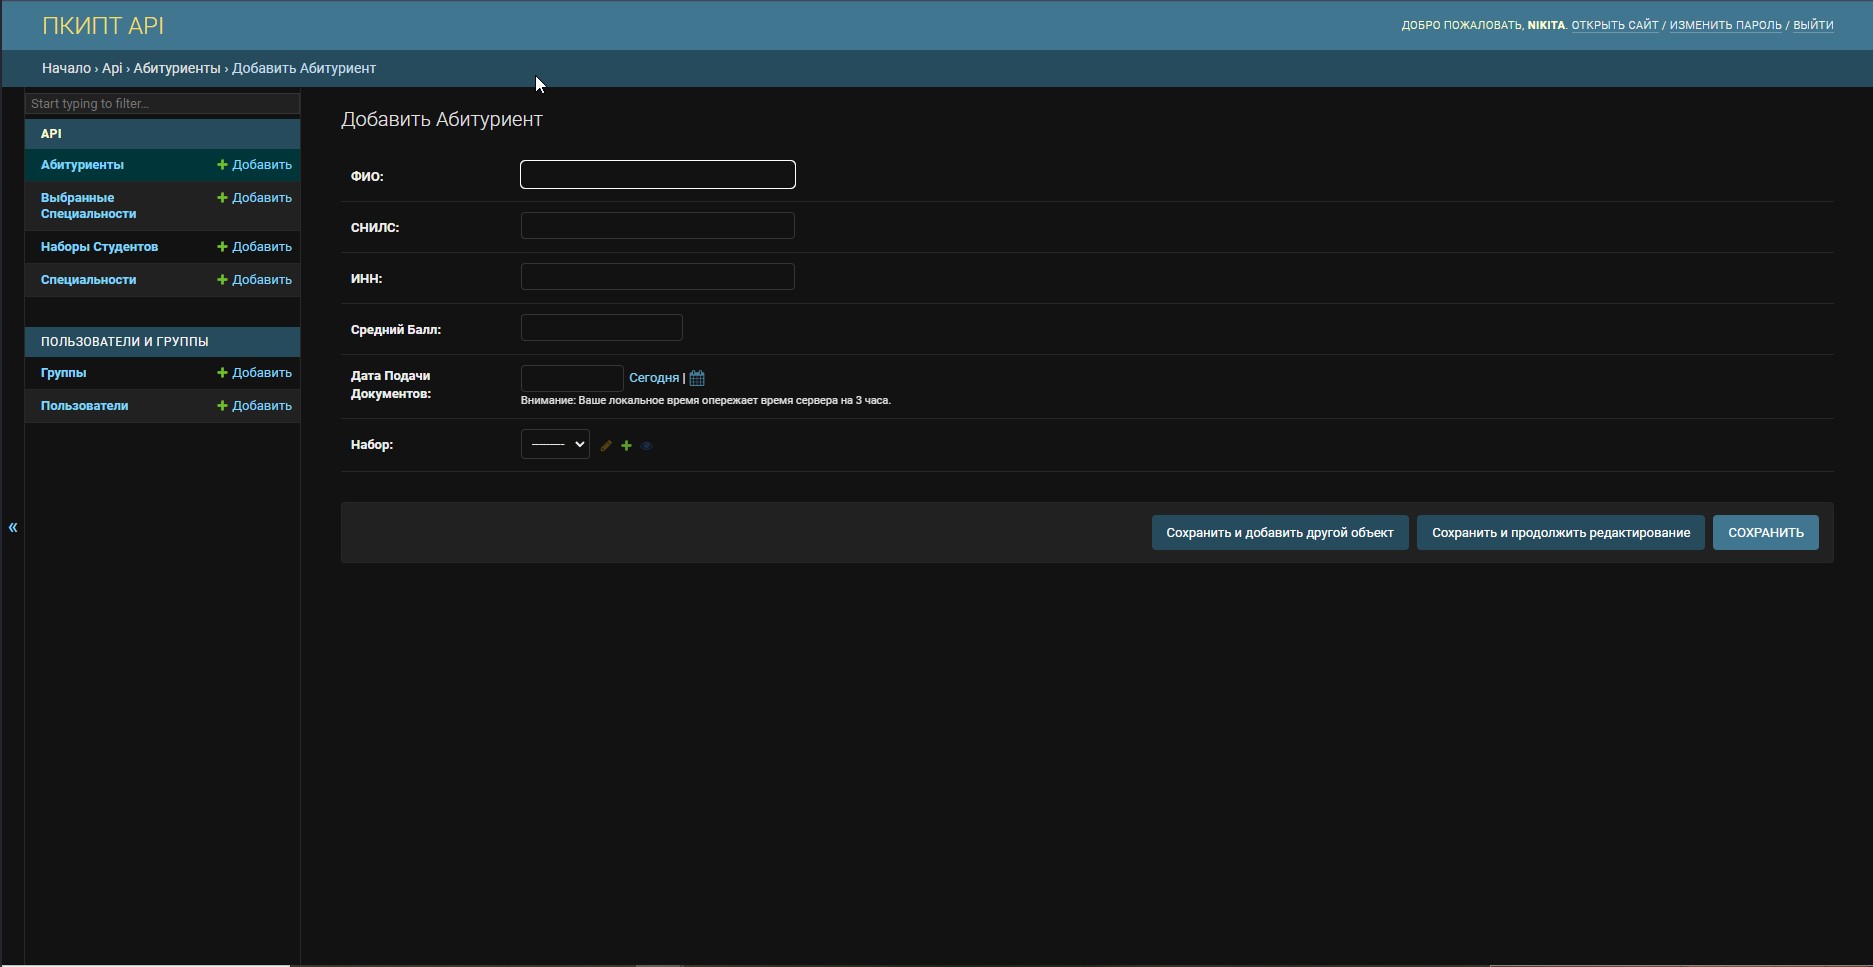 ПКИПТ API
ДОБРО ПОЖАЛОВАТЬ, NIKITA. ОТКРЫТЬ САЙТ / ИЗМЕНИТЬ ПАРОЛЬ / ВЫЙТИ
Начало › Api › Абитуриенты › Добавить Абитуриент
Start typing to filter...
API
Абитуриенты + Добавить
Выбранные Специальности + Добавить
Наборы Студентов + Добавить
Специальности + Добавить
ПОЛЬЗОВАТЕЛИ И ГРУППЫ
Группы + Добавить
Пользователи + Добавить
«
Добавить Абитуриент
ФИО:
СНИЛС:
ИНН:
Средний Балл:
Дата Подачи
Документов:
Сегодня |
Внимание: Ваше локальное время опережает время сервера на 3 часа.
Набор:
---------
Сохранить и добавить другой объект
Сохранить и продолжить редактирование
СОХРАНИТЬ